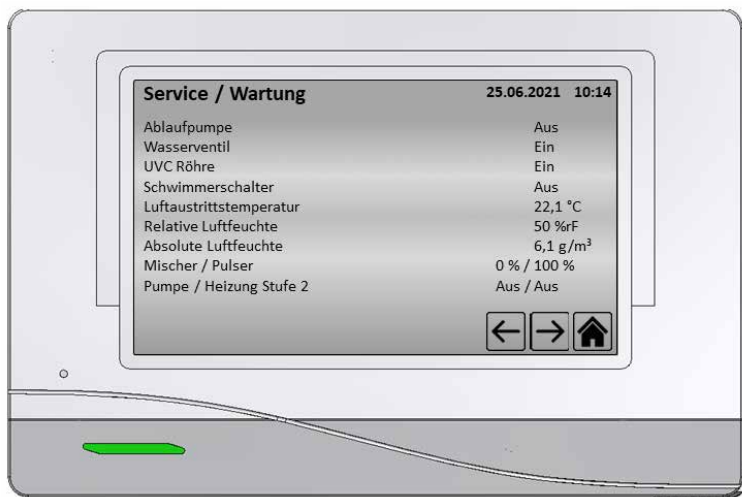 Service / Wartung 25.06.2021 10:14
Ablaufpumpe Aus
Wasserventil Ein
UVC Röhre Ein
Schwimmerschalter Aus
Luftaustrittstemperatur 22,1 °C
Relative Luftfeuchte 50 %rF
Absolute Luftfeuchte 6,1 g/m³
Mischer / Pulser 0 % / 100 %
Pumpe / Heizung Stufe 2 Aus / Aus